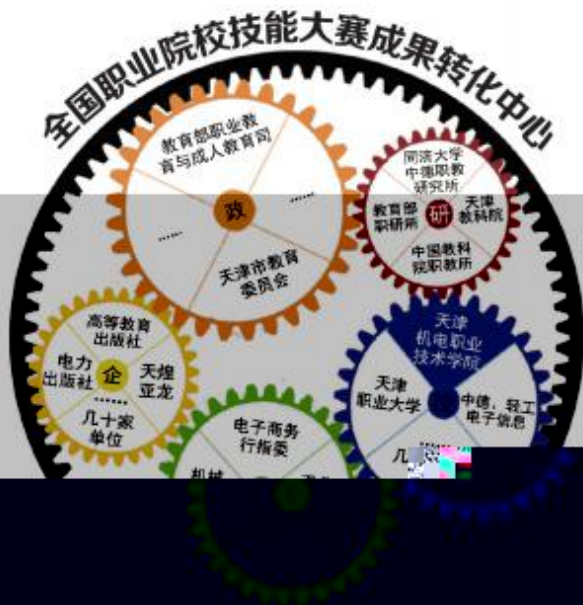 全国职业院校技能大赛成果转化中心
教育部职业教
育与成人教育司
......
......
政
天津市教育
委员会
同济大学
中德职教
研究所
教育部
职研所
研
天津
教科院
中国教科
院职教所
高等教育
出版社
电力
出版社
企
天煌
亚龙
......
几十家
单位
天津
机电职业
技术学院
天津
职业大学
中德、轻工
电子信息
......
几
电子商务
行指委
机械